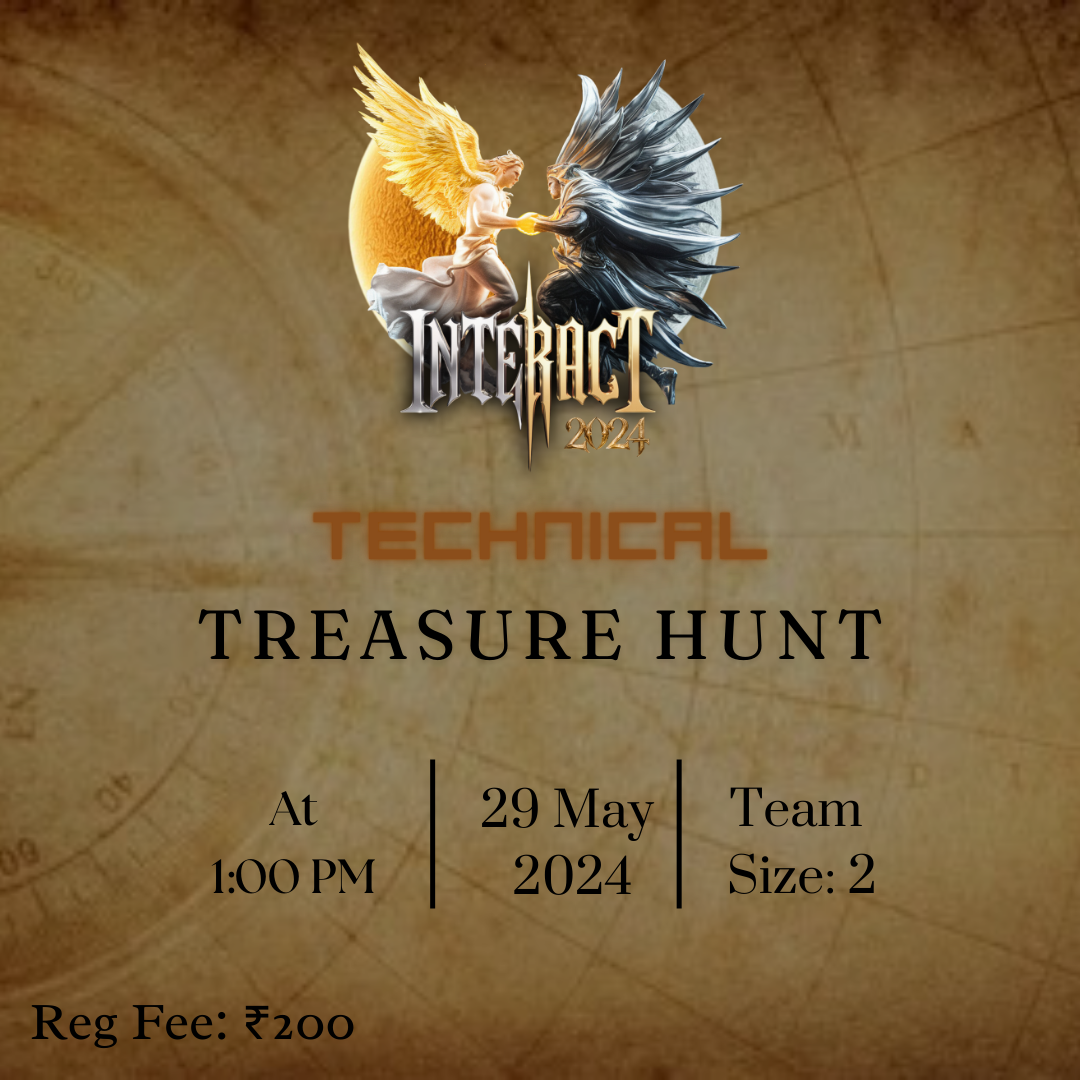 INTERACT
2024
TECHNICAL
TREASURE HUNT
At
1:00 PM
29 May
2024
Team
Size: 2
Reg Fee: ₹200